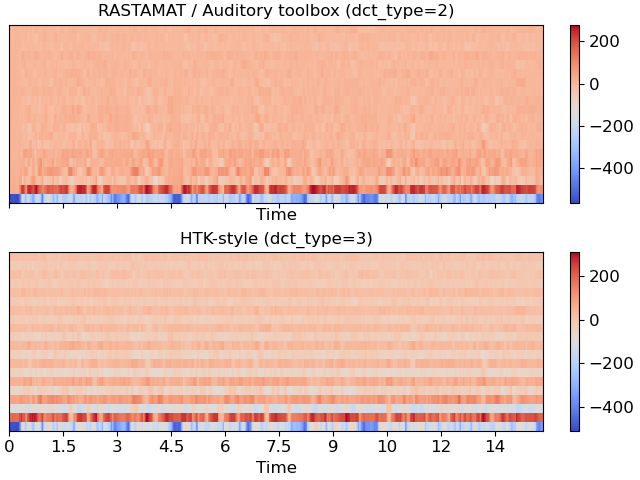 RASTAMAT / Auditory toolbox (dct_type=2)
200
0
−200
−400
Time
HTK-style (dct_type=3)
200
0
−200
−400
0 1.5 3 4.5 6 7.5 9 10 12 14
Time